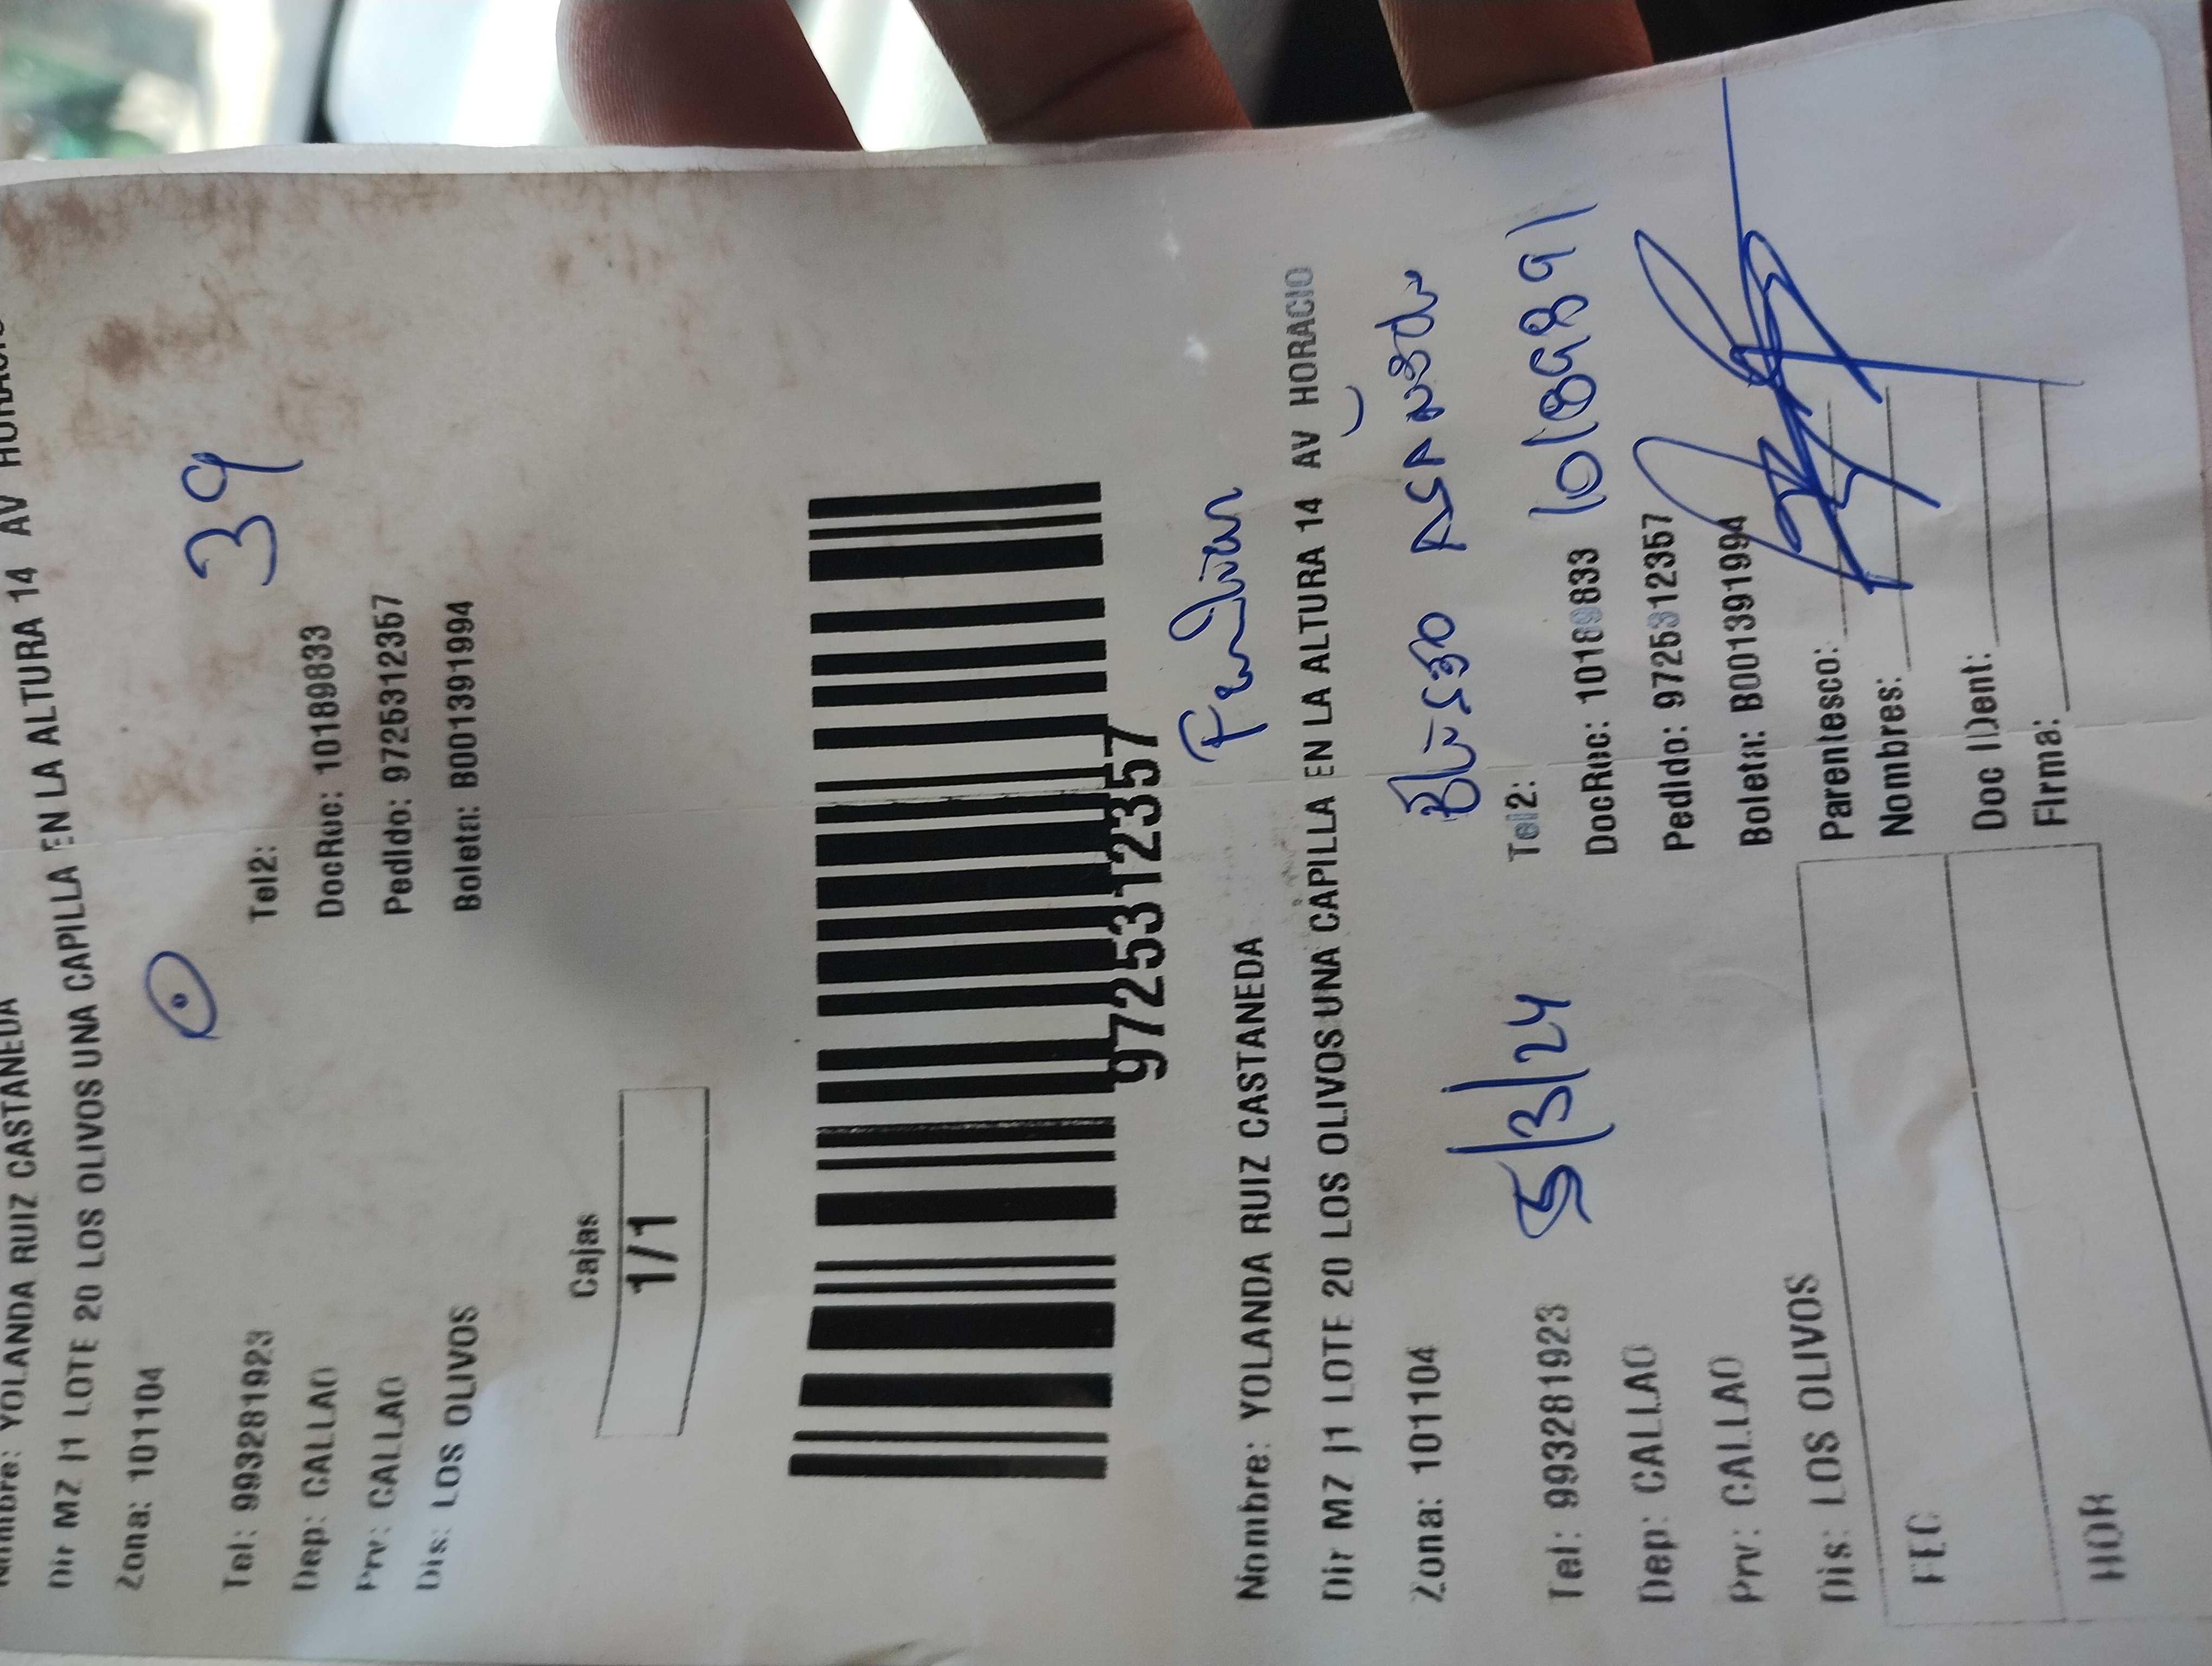 Nombre: YOLANDA RUIZ CASTANEDA
Dir MZ J1 LOTE 20 LOS OLIVOS UNA CAPILLA EN LA ALTURA 14 AV HORACIO
Zona: 101104
39
Tel: 993281923 Tel2:
Dep: CALLAO DocRuc: 10189833
Prv: CALLAO Pedido: 9725312357
Dis: LOS OLIVOS Boleta: B001391994
Cajas
1/1
9725312357
Nombre: YOLANDA RUIZ CASTANEDA
Dir MZ J1 LOTE 20 LOS OLIVOS UNA CAPILLA EN LA ALTURA 14 AV HORACIO
Zona: 101104
5/3/24
Tel: 993281923 Tel2:
Dep: CALLAO DocRuc: 10189833
Prv: CALLAO Pedido: 9725312357
Dis: LOS OLIVOS Boleta: B001391994
FEC Parentesco:
Nombres:
HOR Doc IDent:
Firma: